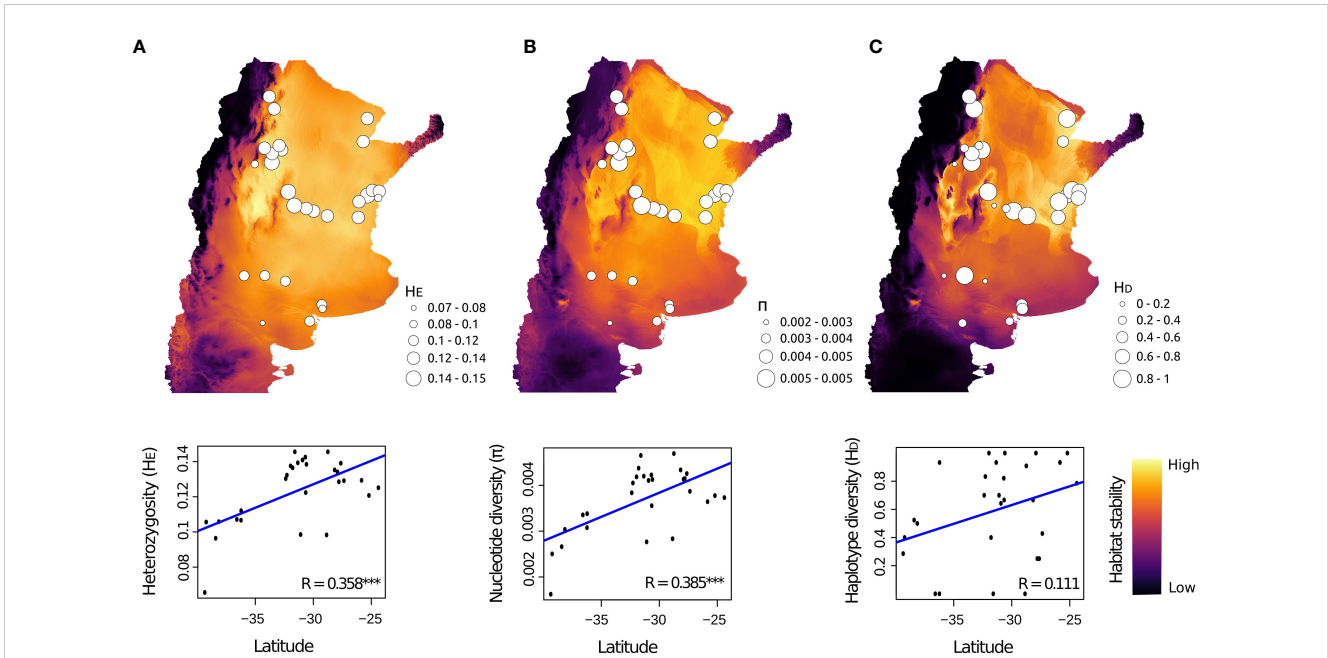 A
B
C
HE
0.07 - 0.08
0.08 - 0.1
0.1 - 0.12
0.12 - 0.14
0.14 - 0.15
Π
0.002 - 0.003
0.003 - 0.004
0.004 - 0.005
0.005 - 0.005
HD
0 - 0.2
0.2 - 0.4
0.4 - 0.6
0.6 - 0.8
0.8 - 1
Heterozygosity (HE)
0.14
0.12
0.1
0.08
R = 0.358***
−35
−30
−25
Latitude
Nucleotide diversity (π)
0.004
0.003
0.002
R = 0.385***
−35
−30
−25
Latitude
Haplotype diversity (HD)
0.8
0.6
0.4
0.2
R = 0.111
−35
−30
−25
Latitude
Habitat stability
High
Low